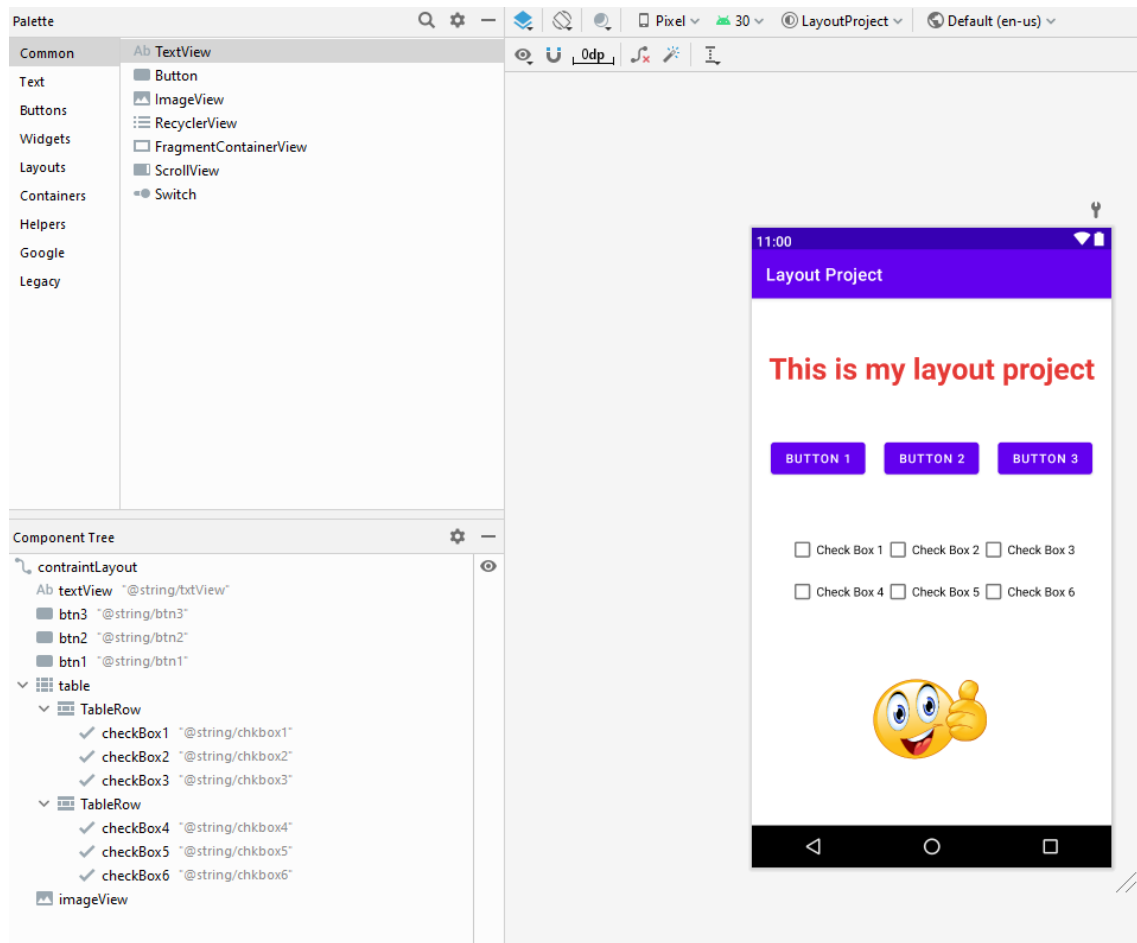 Palette
Common
Text
Buttons
Widgets
Layouts
Containers
Helpers
Google
Legacy
Ab TextView
Button
ImageView
RecyclerView
FragmentContainerView
ScrollView
Switch
Pixel 30 LayoutProject Default (en-us)
0dp
11:00
Layout Project
This is my layout project
BUTTON 1 BUTTON 2 BUTTON 3
Check Box 1 Check Box 2 Check Box 3
Check Box 4 Check Box 5 Check Box 6
Component Tree
contraintLayout
Ab textView "@string/txtView"
btn3 "@string/btn3"
btn2 "@string/btn2"
btn1 "@string/btn1"
table
TableRow
checkBox1 "@string/chkbox1"
checkBox2 "@string/chkbox2"
checkBox3 "@string/chkbox3"
TableRow
checkBox4 "@string/chkbox4"
checkBox5 "@string/chkbox5"
checkBox6 "@string/chkbox6"
imageView